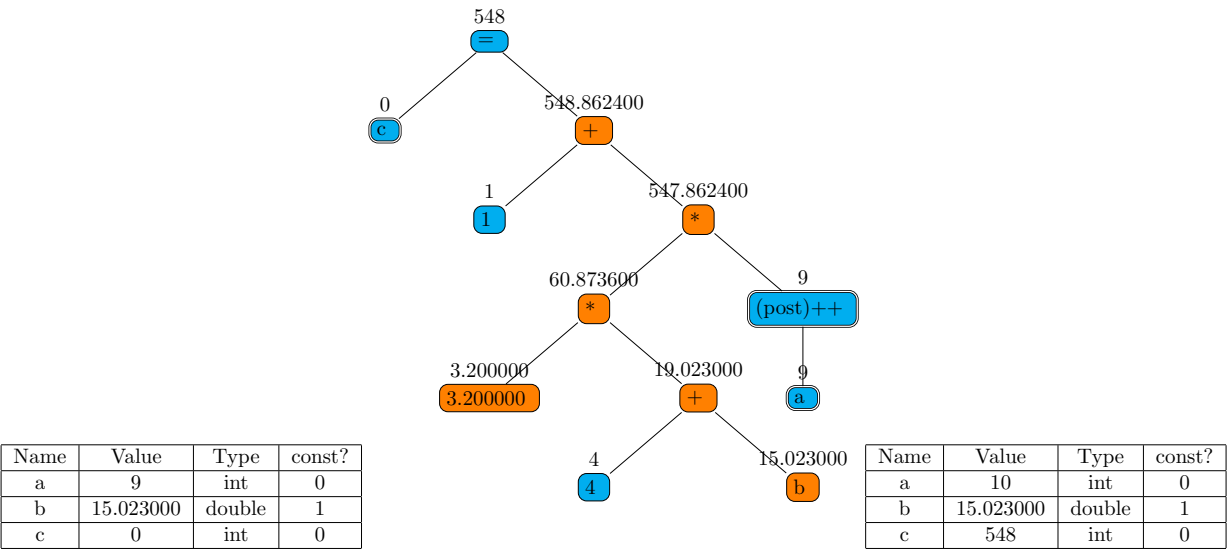 548
=
0
c
548.862400
+
1
1
547.862400
*
60.873600
*
9
(post)++
3.200000
3.200000
19.023000
+
9
a
4
4
15.023000
b
Name Value Type const?
a 9 int 0
b 15.023000 double 1
c 0 int 0
Name Value Type const?
a 10 int 0
b 15.023000 double 1
c 548 int 0